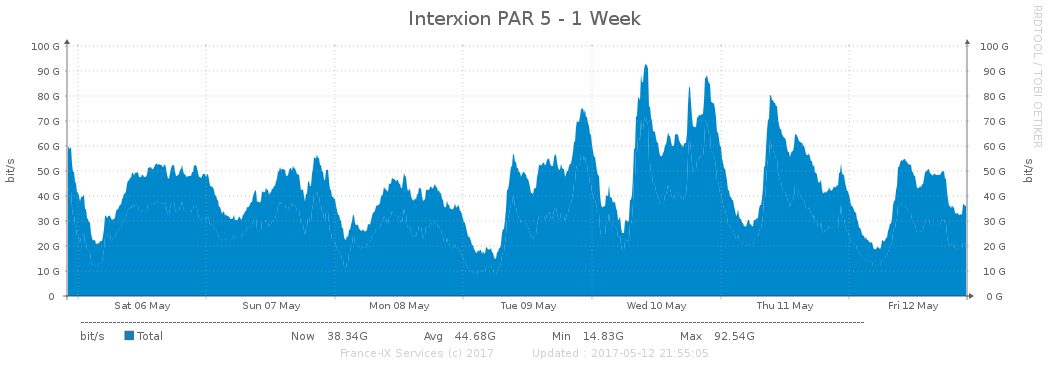 Interxion PAR 5 - 1 Week
RRDTOOL / TOBI OETIKER
bit/s
bit/s
100 G 100 G
90 G 90 G
80 G 80 G
70 G 70 G
60 G 60 G
50 G 50 G
40 G 40 G
30 G 30 G
20 G 20 G
10 G 10 G
0 0 G
Sat 06 May Sun 07 May Mon 08 May Tue 09 May Wed 10 May Thu 11 May Fri 12 May
bit/s Total Now 38.34G Avg 44.68G Min 14.83G Max 92.54G
France-IX Services (c) 2017 Updated : 2017-05-12 21:55:05